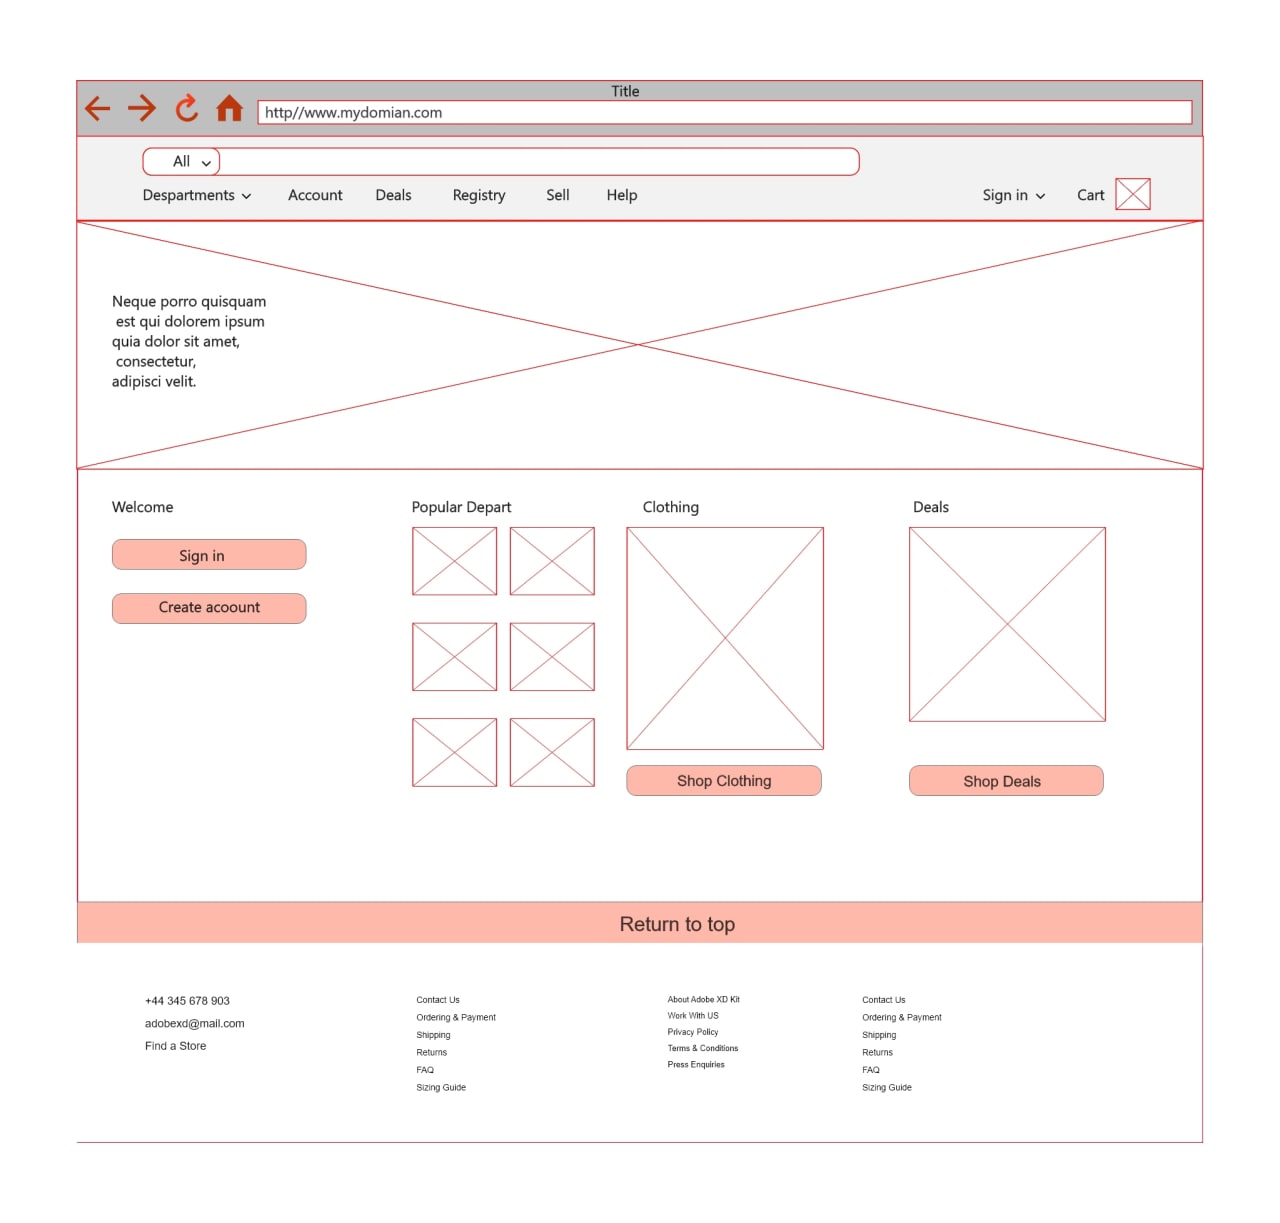 Title
http//www.mydomian.com
All
Despartments Account Deals Registry Sell Help Sign in Cart
Neque porro quisquam
est qui dolorem ipsum
quia dolor sit amet,
consectetur,
adipisci velit.
Welcome
Sign in
Create acoount
Popular Depart
Clothing
Shop Clothing
Deals
Shop Deals
Return to top
+44 345 678 903
adobexd@mail.com
Find a Store
Contact Us
Ordering & Payment
Shipping
Returns
FAQ
Sizing Guide
About Adobe XD Kit
Work With US
Privacy Policy
Terms & Conditions
Press Enquiries
Contact Us
Ordering & Payment
Shipping
Returns
FAQ
Sizing Guide